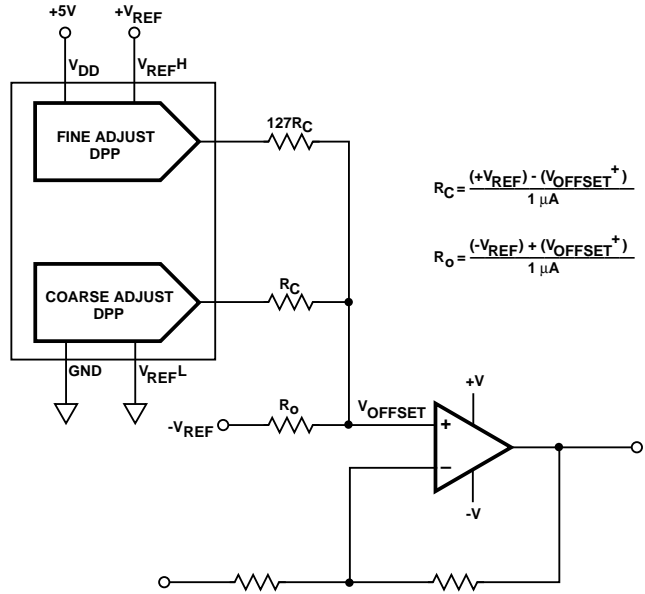 +5V
+VREF
VDD
VREFH
FINE ADJUST
DPP
127RC
RC = (+VREF) - (VOFFSET+)
1 µA
Ro = (-VREF) + (VOFFSET+)
1 µA
COARSE ADJUST
DPP
RC
GND
VREFL
-VREF
Ro
VOFFSET
+V
+
–
-V